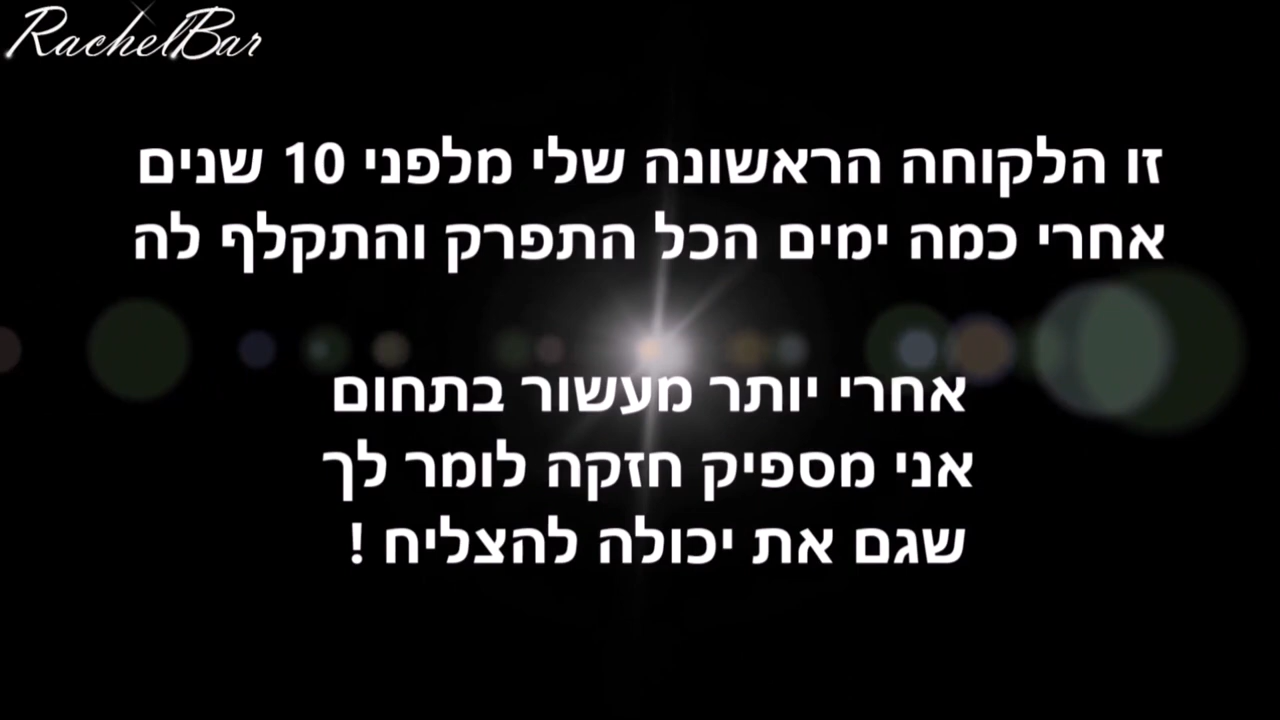 RachelBar
זו הלקוחה הראשונה שלי מלפני 10 שנים
אחרי כמה ימים הכל התפרק והתקלף לה
אחרי יותר מעשור בתחום
אני מספיק חזקה לומר לך
שגם את יכולה להצליח !